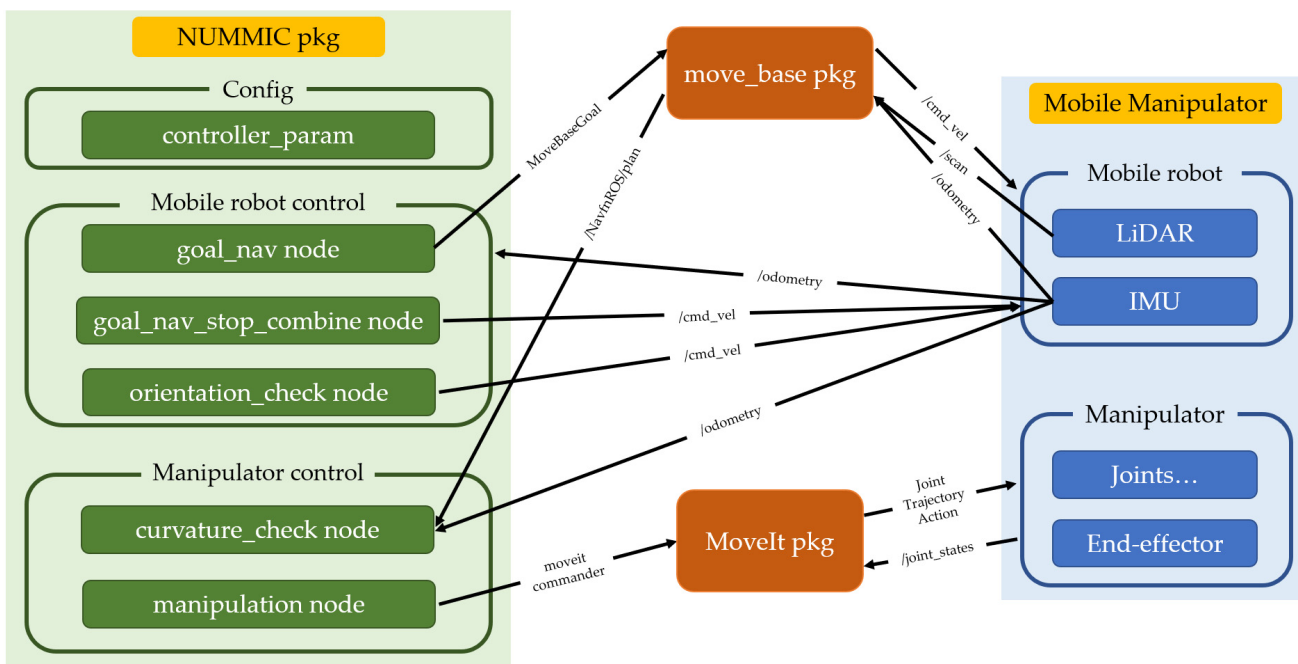 NUMMIC pkg
Config
controller_param
Mobile robot control
goal_nav node
goal_nav_stop_combine node
orientation_check node
Manipulator control
curvature_check node
manipulation node
MoveBaseGoal
/NavfnROS/plan
move_base pkg
/cmd_vel
/scan
/odometry
/odometry
/cmd_vel
/cmd_vel
/odometry
moveit
commander
MoveIt pkg
Joint
Trajectory
Action
/joint_states
Mobile Manipulator
Mobile robot
LiDAR
IMU
Manipulator
Joints...
End-effector